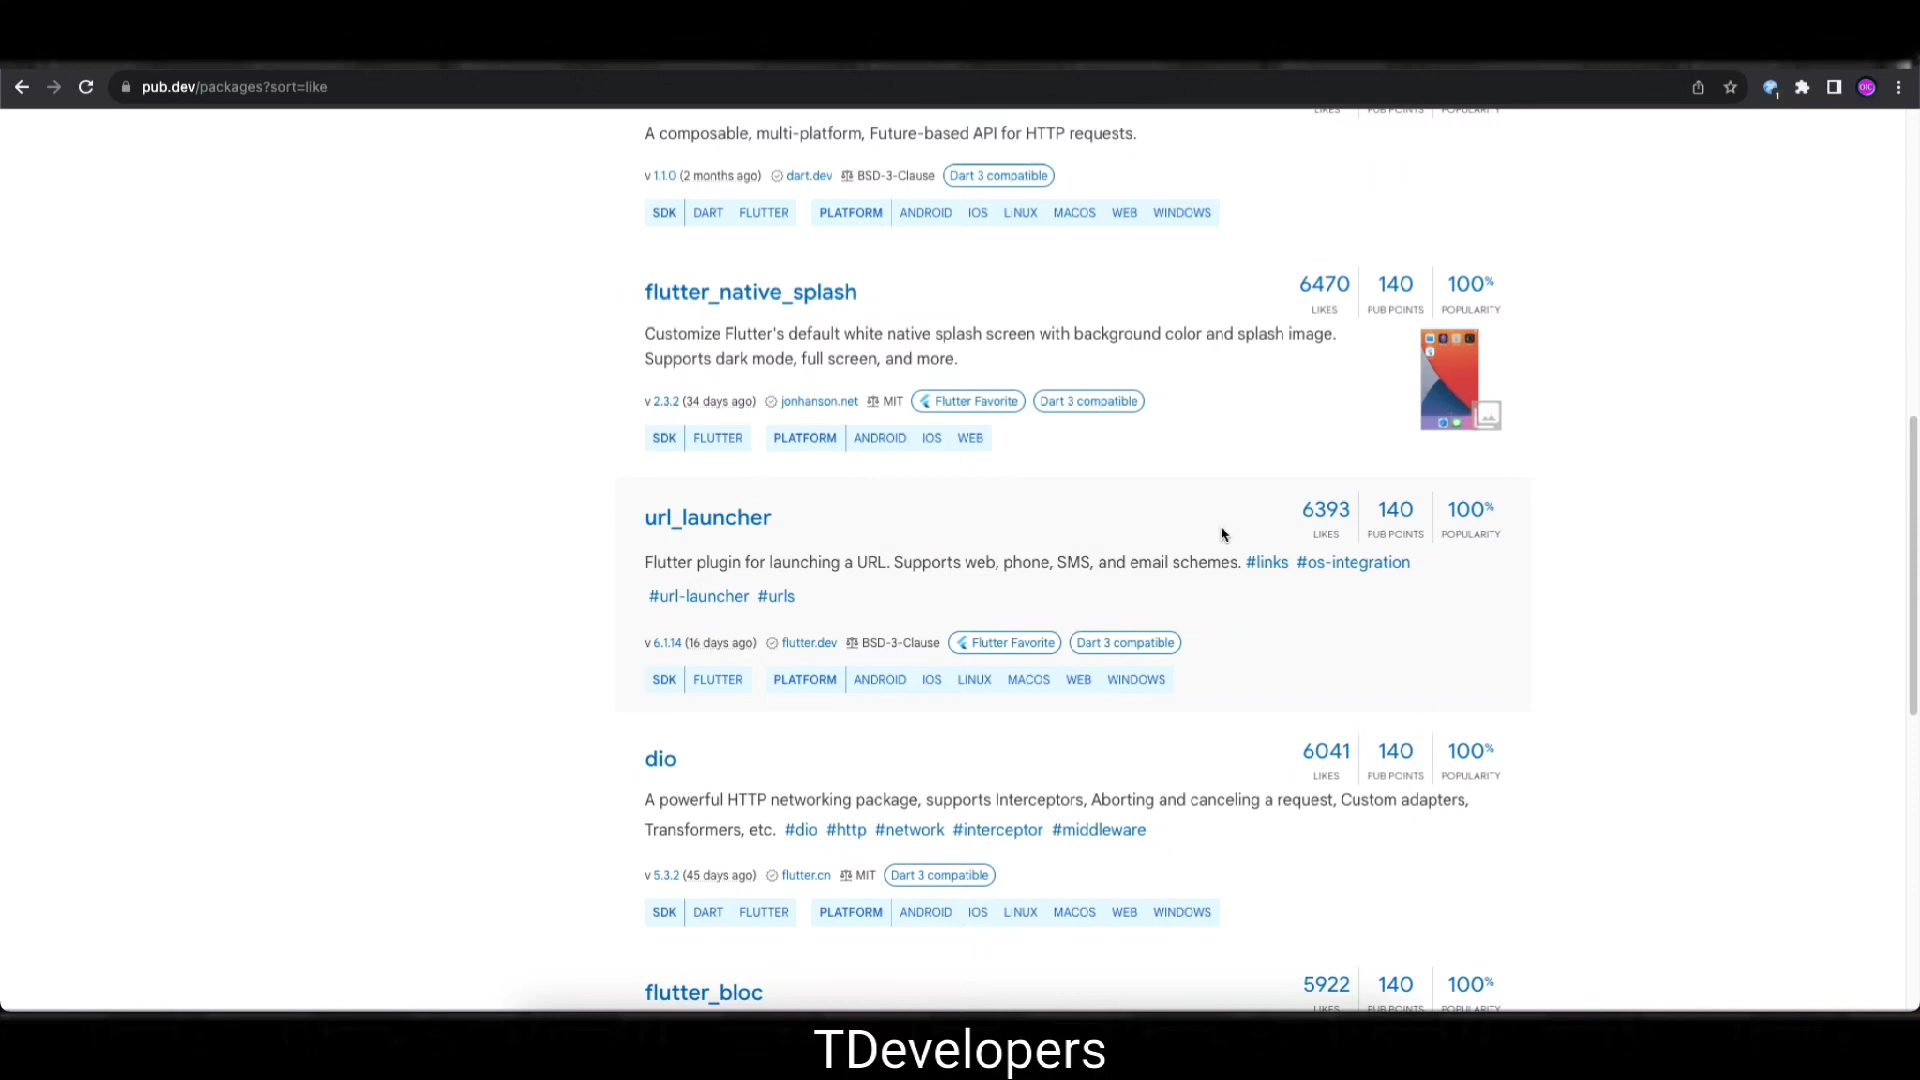 pub.dev/packages?sort=like
OIC
LIKES PUB POINTS POPULARITY
A composable, multi-platform, Future-based API for HTTP requests.
v 1.1.0 (2 months ago) dart.dev BSD-3-Clause Dart 3 compatible
SDK DART FLUTTER PLATFORM ANDROID IOS LINUX MACOS WEB WINDOWS
flutter_native_splash 6470 140 100%
LIKES PUB POINTS POPULARITY
Customize Flutter's default white native splash screen with background color and splash image.
Supports dark mode, full screen, and more.
v 2.3.2 (34 days ago) jonhanson.net MIT Flutter Favorite Dart 3 compatible
SDK FLUTTER PLATFORM ANDROID IOS WEB
url_launcher 6393 140 100%
LIKES PUB POINTS POPULARITY
Flutter plugin for launching a URL. Supports web, phone, SMS, and email schemes. #links #os-integration
#url-launcher #urls
v 6.1.14 (16 days ago) flutter.dev BSD-3-Clause Flutter Favorite Dart 3 compatible
SDK FLUTTER PLATFORM ANDROID IOS LINUX MACOS WEB WINDOWS
dio 6041 140 100%
LIKES PUB POINTS POPULARITY
A powerful HTTP networking package, supports Interceptors, Aborting and canceling a request, Custom adapters,
Transformers, etc. #dio #http #network #interceptor #middleware
v 5.3.2 (45 days ago) flutter.cn MIT Dart 3 compatible
SDK DART FLUTTER PLATFORM ANDROID IOS LINUX MACOS WEB WINDOWS
flutter_bloc 5922 140 100%
LIKES PUB POINTS POPULARITY
TDevelopers